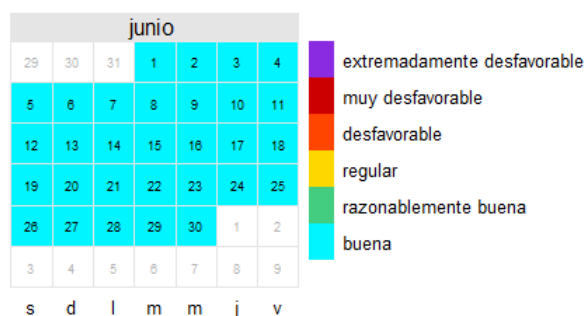 junio
29 30 31 1 2 3 4
5 6 7 8 9 10 11
12 13 14 15 16 17 18
19 20 21 22 23 24 25
26 27 28 29 30 1 2
3 4 5 6 7 8 9
s d l m m j v
extremadamente desfavorable
muy desfavorable
desfavorable
regular
razonablemente buena
buena